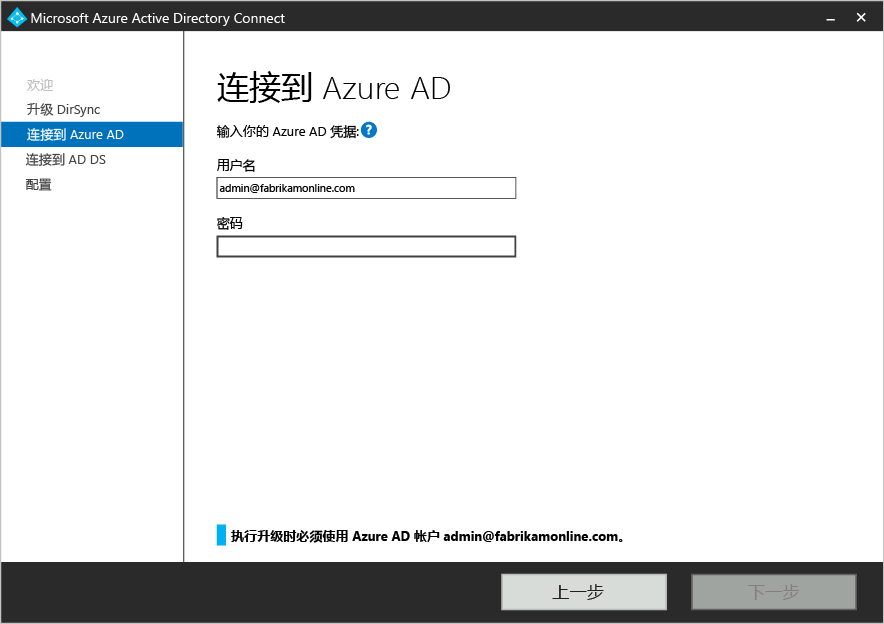 Microsoft Azure Active Directory Connect
欢迎
升级 DirSync
连接到 Azure AD
连接到 AD DS
配置
连接到 Azure AD
输入你的 Azure AD 凭据:
用户名
admin@fabrikamonline.com
密码
执行升级时必须使用 Azure AD 帐户 admin@fabrikamonline.com。
上一步
下一步